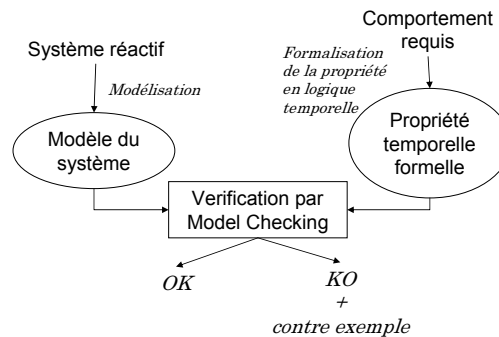 Système réactif
Modélisation
Modèle du
système
Comportement
requis
Formalisation
de la propriété
en logique
temporelle
Propriété
temporelle
formelle
Verification par
Model Checking
OK
KO
+
contre exemple